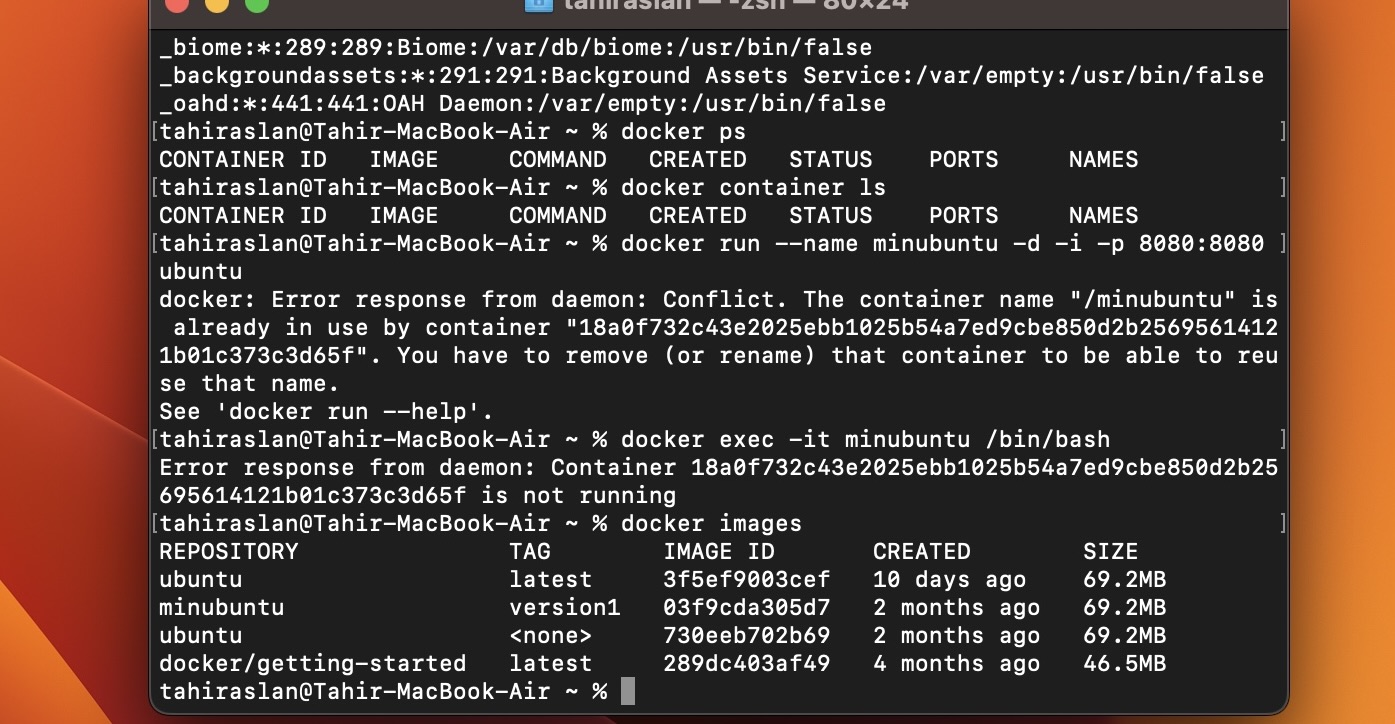 tahiraslan — -zsh — 80×24
_biome:*:289:289:Biome:/var/db/biome:/usr/bin/false
_backgroundassets:*:291:291:Background Assets Service:/var/empty:/usr/bin/false
_oahd:*:441:441:OAH Daemon:/var/empty:/usr/bin/false
[tahiraslan@Tahir-MacBook-Air ~ % docker ps ]
CONTAINER ID IMAGE COMMAND CREATED STATUS PORTS NAMES
[tahiraslan@Tahir-MacBook-Air ~ % docker container ls ]
CONTAINER ID IMAGE COMMAND CREATED STATUS PORTS NAMES
[tahiraslan@Tahir-MacBook-Air ~ % docker run --name minubuntu -d -i -p 8080:8080 ]
ubuntu
docker: Error response from daemon: Conflict. The container name "/minubuntu" is
already in use by container "18a0f732c43e2025ebb1025b54a7ed9cbe850d2b2569561412
1b01c373c3d65f". You have to remove (or rename) that container to be able to reu
se that name.
See 'docker run --help'.
[tahiraslan@Tahir-MacBook-Air ~ % docker exec -it minubuntu /bin/bash ]
Error response from daemon: Container 18a0f732c43e2025ebb1025b54a7ed9cbe850d2b25
695614121b01c373c3d65f is not running
[tahiraslan@Tahir-MacBook-Air ~ % docker images ]
REPOSITORY TAG IMAGE ID CREATED SIZE
ubuntu latest 3f5ef9003cef 10 days ago 69.2MB
minubuntu version1 03f9cda305d7 2 months ago 69.2MB
ubuntu <none> 730eeb702b69 2 months ago 69.2MB
docker/getting-started latest 289dc403af49 4 months ago 46.5MB
tahiraslan@Tahir-MacBook-Air ~ %